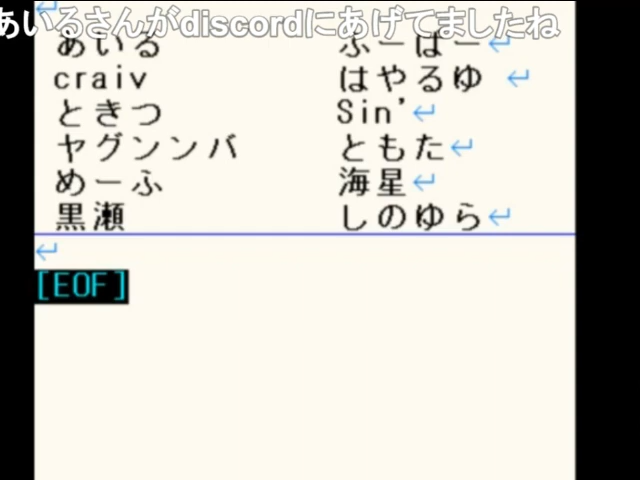 あいるさんがdiscordにあげてましたね
あいる ふーばー↵
craiv はやるゆ ↵
ときつ Sin'↵
ヤグンンバ ともた↵
めーふ 海星↵
黒瀬 しのゆら↵
↵
[EOF]